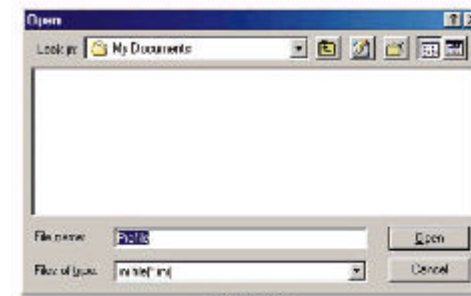 Open
Look in: My Documents
File name: Profile
Open
Files of type:
Cancel